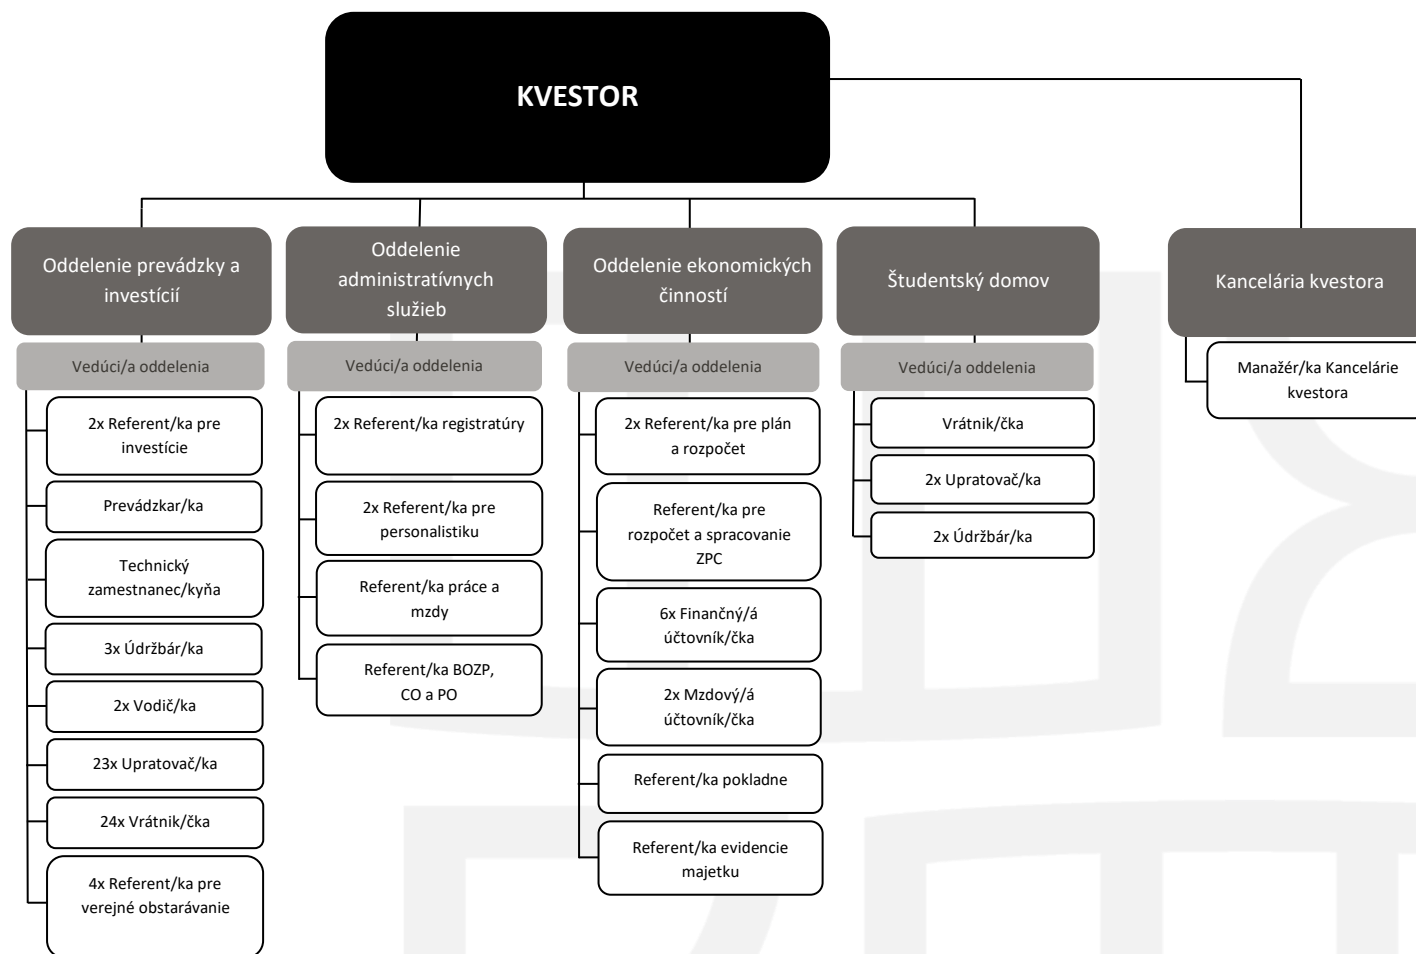 KVESTOR
Oddelenie prevádzky a
investícií
Vedúci/a oddelenia
2x Referent/ka pre
investície
Prevádzkar/ka
Technický
zamestnanec/kyňa
3x Údržbár/ka
2x Vodič/ka
23x Upratovač/ka
24x Vrátnik/čka
4x Referent/ka pre
verejné obstarávanie
Oddelenie
administratívnych
služieb
Vedúci/a oddelenia
2x Referent/ka registratúry
2x Referent/ka pre
personalistiku
Referent/ka práce a
mzdy
Referent/ka BOZP,
CO a PO
Oddelenie ekonomických
činností
Vedúci/a oddelenia
2x Referent/ka pre plán
a rozpočet
Referent/ka pre
rozpočet a spracovanie
ZPC
6x Finančný/á
účtovník/čka
2x Mzdový/á
účtovník/čka
Referent/ka pokladne
Referent/ka evidencie
majetku
Študentský domov
Vedúci/a oddelenia
Vrátnik/čka
2x Upratovač/ka
2x Údržbár/ka
Kancelária kvestora
Manažér/ka Kancelárie
kvestora